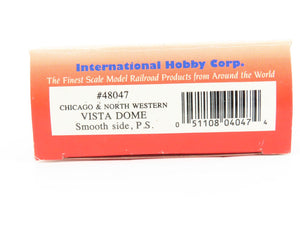 International Hobby Corp.
The Finest Scale Model Railroad Products from Around the World
#48047
CHICAGO & NORTH WESTERN
VISTA DOME
Smooth side, P.S.
0 51108 04047 4